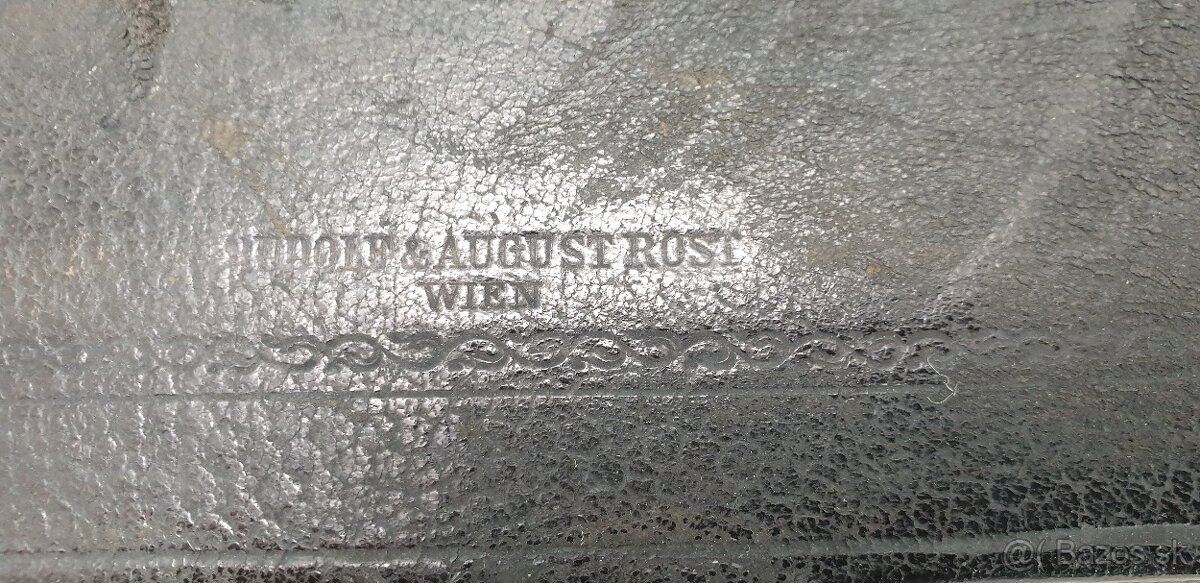 RUDOLF & AUGUST ROST
WIEN
@ Bazos.sk